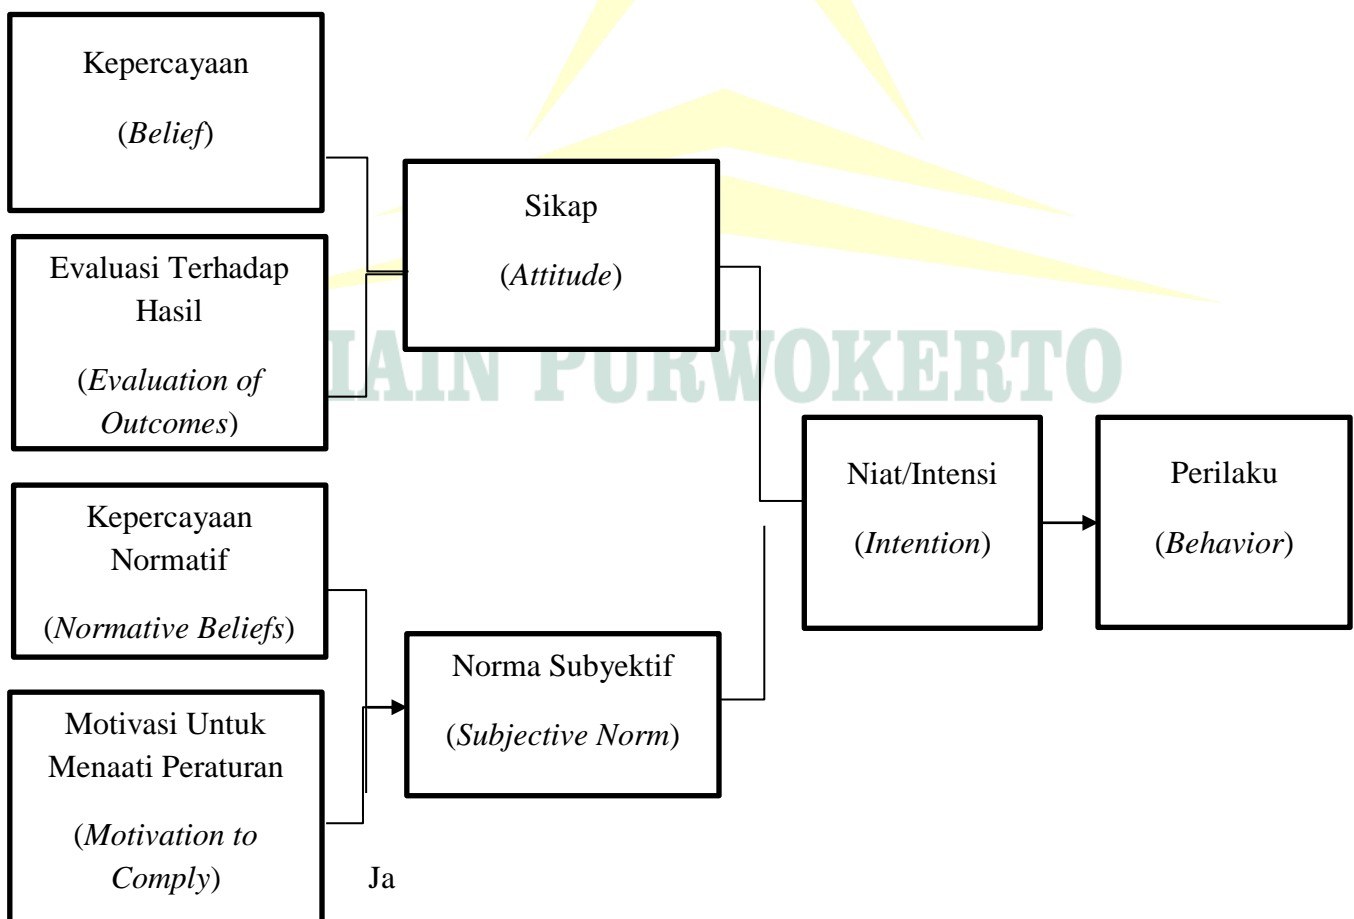 Kepercayaan
(Belief)
Evaluasi Terhadap
Hasil
(Evaluation of
Outcomes)
Kepercayaan
Normatif
(Normative Beliefs)
Motivasi Untuk
Menaati Peraturan
(Motivation to
Comply)
Sikap
(Attitude)
Norma Subyektif
(Subjective Norm)
Niat/Intensi
(Intention)
Perilaku
(Behavior)
IAIN PURWOKERTO
Ja